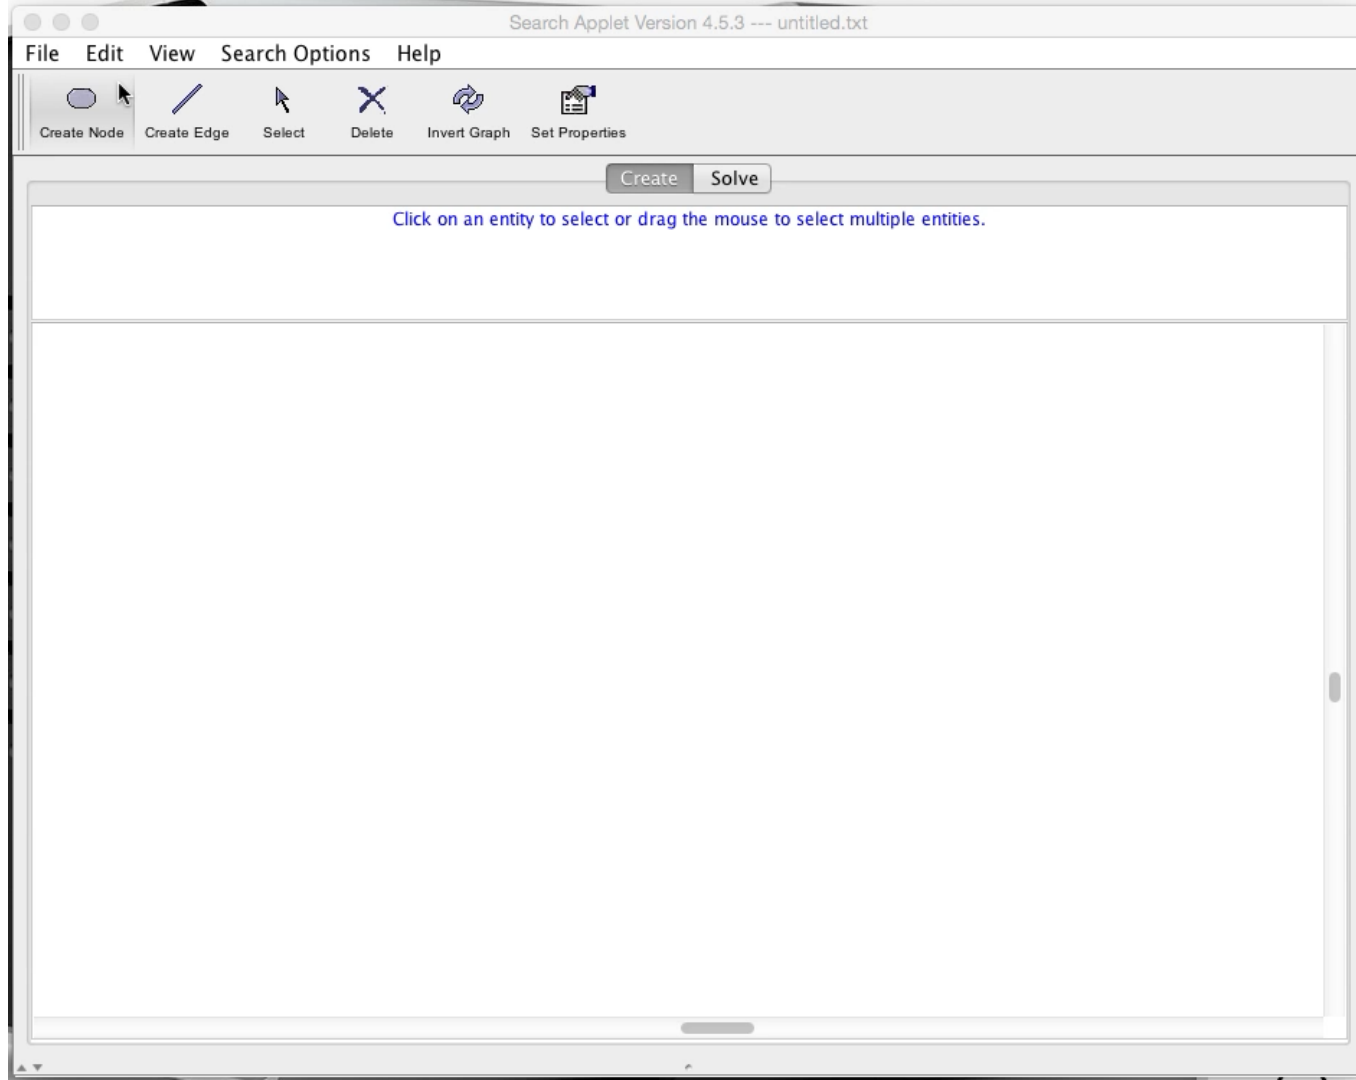 Search Applet Version 4.5.3 --- untitled.txt
File Edit View Search Options Help
Create Node Create Edge Select Delete Invert Graph Set Properties
Create Solve
Click on an entity to select or drag the mouse to select multiple entities.